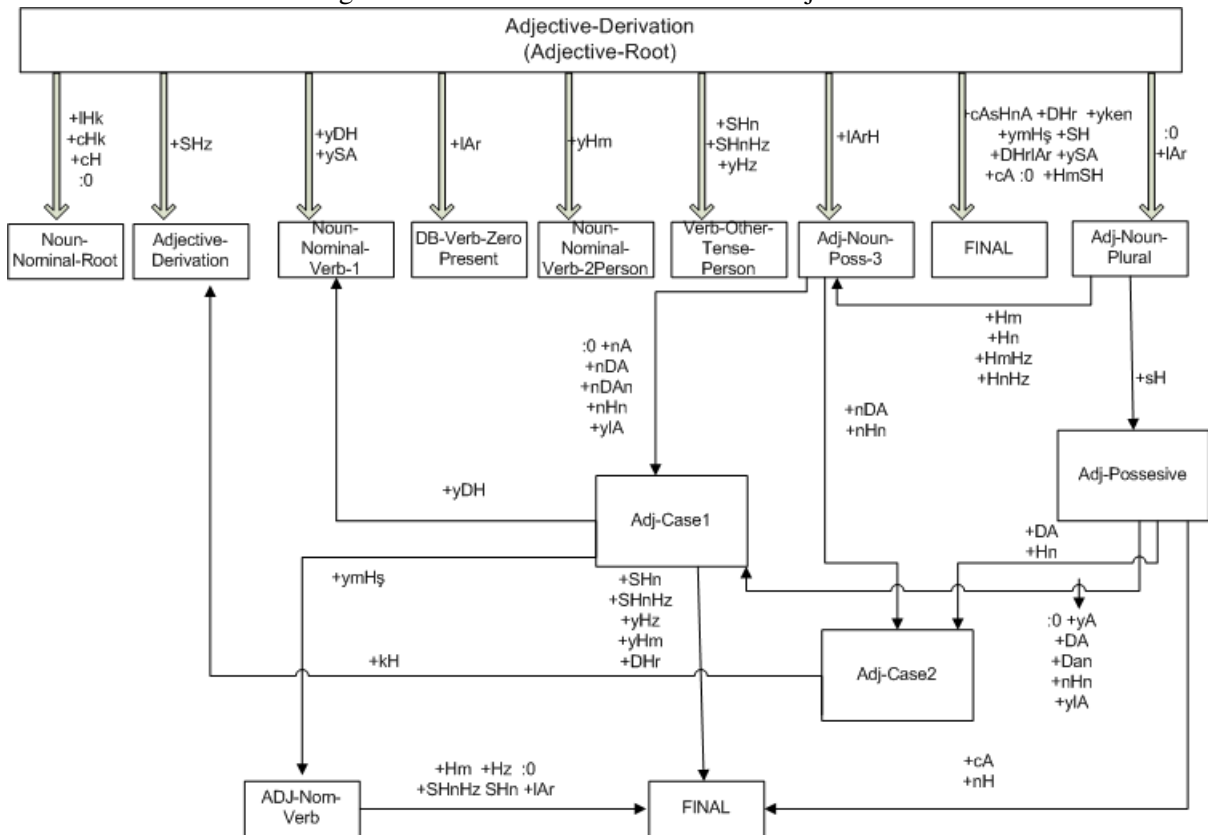 Adjective-Derivation
(Adjective-Root)
+lHk
+cHk
+cH
:0
+SHz
+yDH
+ySA
+lAr
+yHm
+SHn
+SHnHz
+yHz
+lArH
+cAsHnA +DHr +yken
+ymHş +SH
+DHrlAr +ySA
+cA :0 +HmSH
:0
+lAr
Noun-
Nominal-Root
Adjective-
Derivation
Noun-
Nominal-
Verb-1
DB-Verb-Zero
Present
Noun-
Nominal-
Verb-2Person
Verb-Other-
Tense-
Person
Adj-Noun-
Poss-3
FINAL
Adj-Noun-
Plural
:0 +nA
+nDA
+nDAn
+nHn
+ylA
+Hm
+Hn
+HmHz
+HnHz
+nDA
+nHn
+sH
+yDH
Adj-Case1
Adj-Possesive
+DA
+Hn
+ymHş
+SHn
+SHnHz
+yHz
+yHm
+DHr
:0 +yA
+DA
+Dan
+nHn
+ylA
+kH
Adj-Case2
+Hm +Hz :0
+SHnHz SHn +lAr
+cA
+nH
ADJ-Nom-
Verb
FINAL